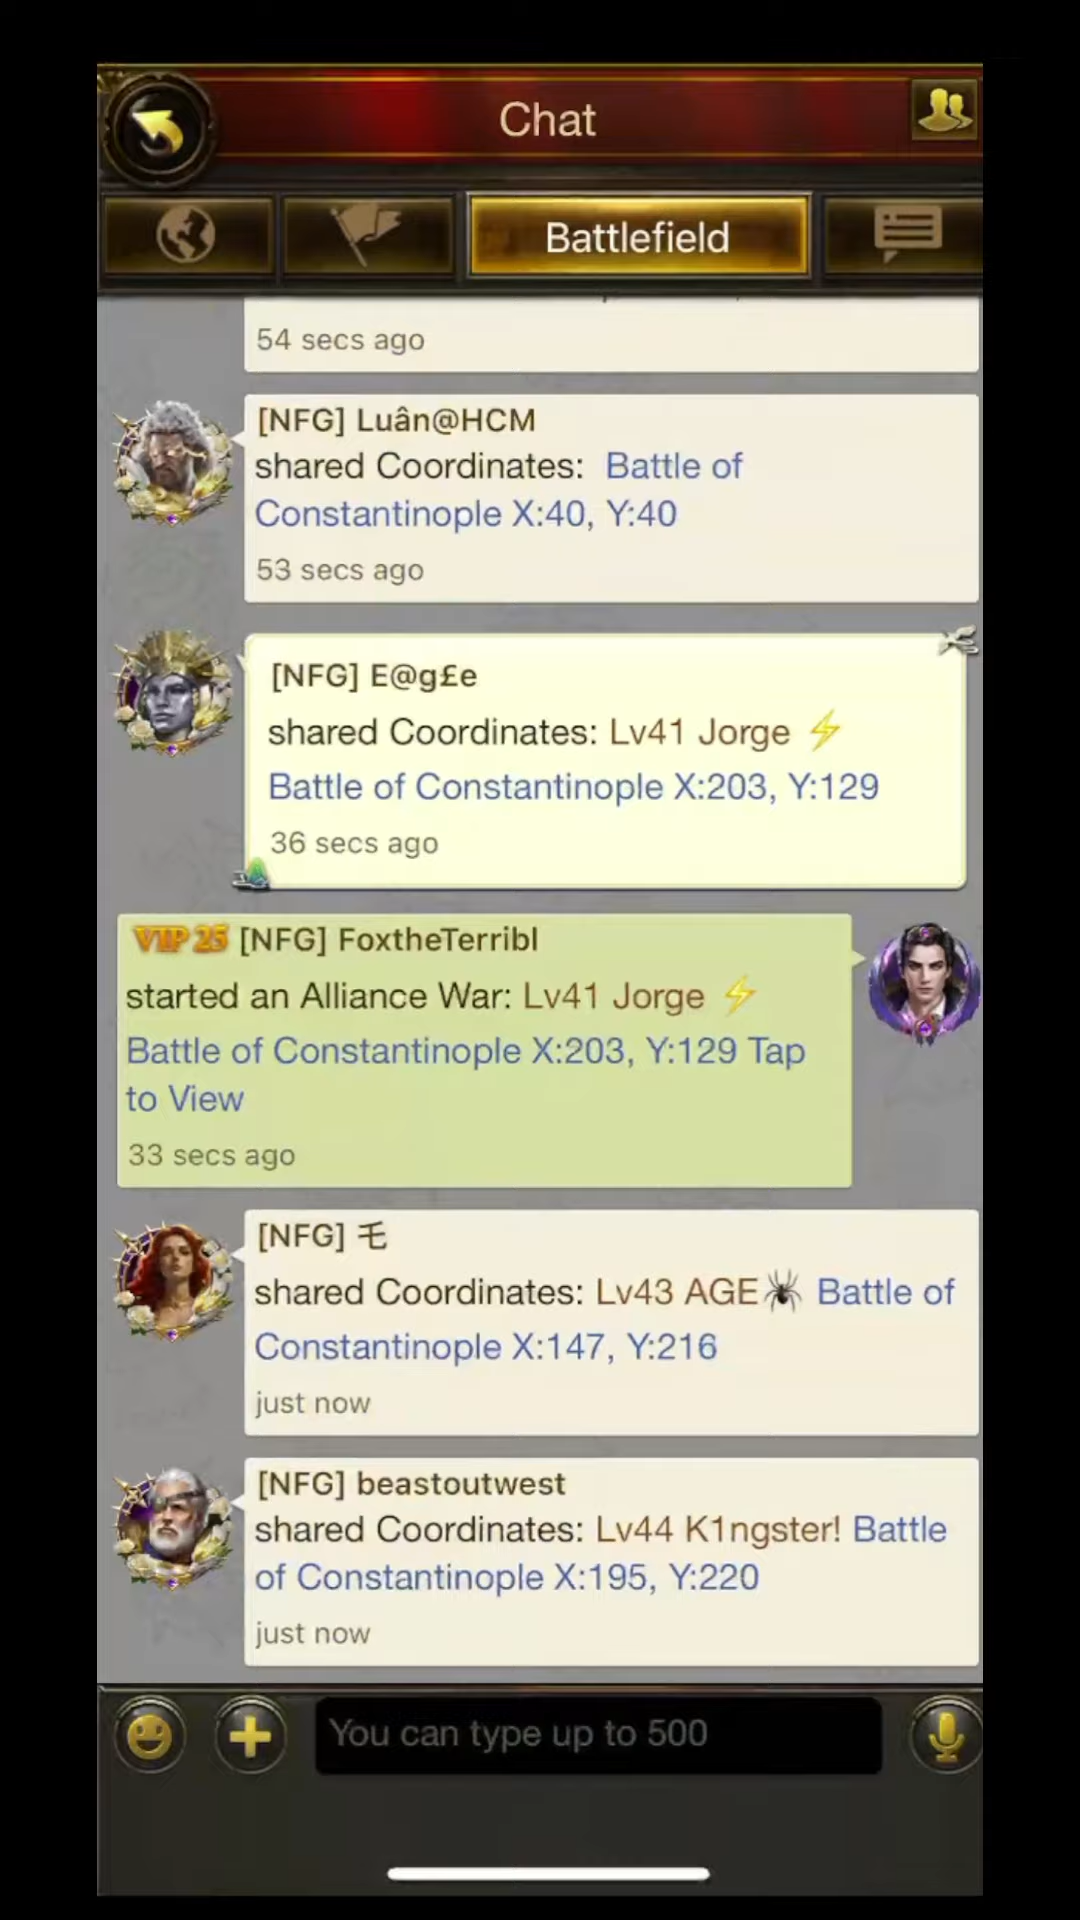 Chat
Battlefield
54 secs ago
[NFG] Luân@HCM
shared Coordinates: Battle of
Constantinople X:40, Y:40
53 secs ago
[NFG] E@g£e
shared Coordinates: Lv41 Jorge ⚡
Battle of Constantinople X:203, Y:129
36 secs ago
VIP 25 [NFG] FoxtheTerribl
started an Alliance War: Lv41 Jorge ⚡
Battle of Constantinople X:203, Y:129 Tap
to View
33 secs ago
[NFG] 乇
shared Coordinates: Lv43 AGE🕷 Battle of
Constantinople X:147, Y:216
just now
[NFG] beastoutwest
shared Coordinates: Lv44 K1ngster! Battle
of Constantinople X:195, Y:220
just now
You can type up to 500